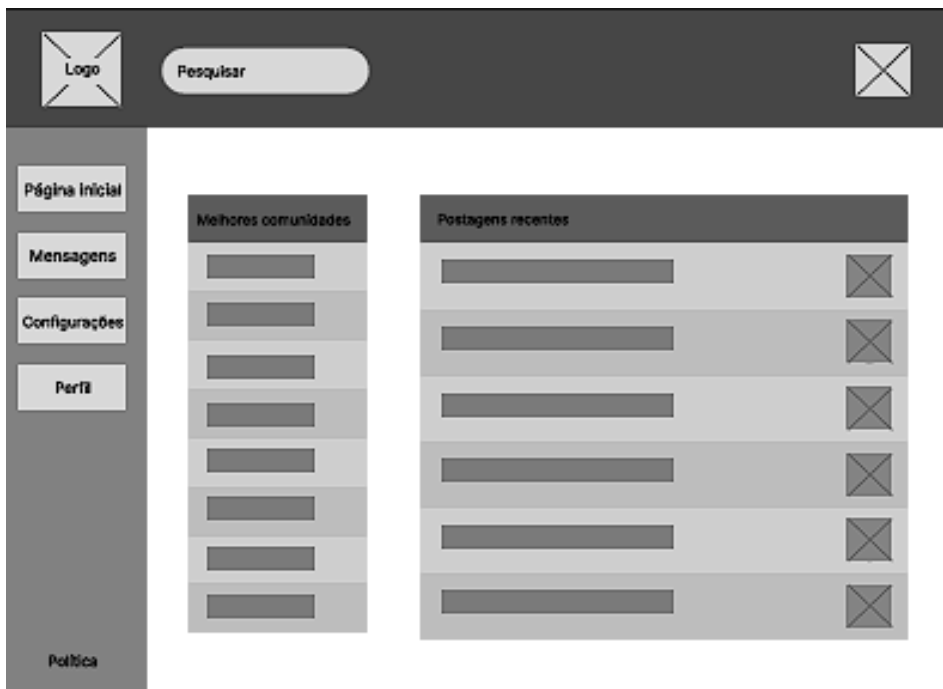 Logo
Pesquisar
Página inicial
Mensagens
Configurações
Perfil
Política
Melhores comunidades
Postagens recentes